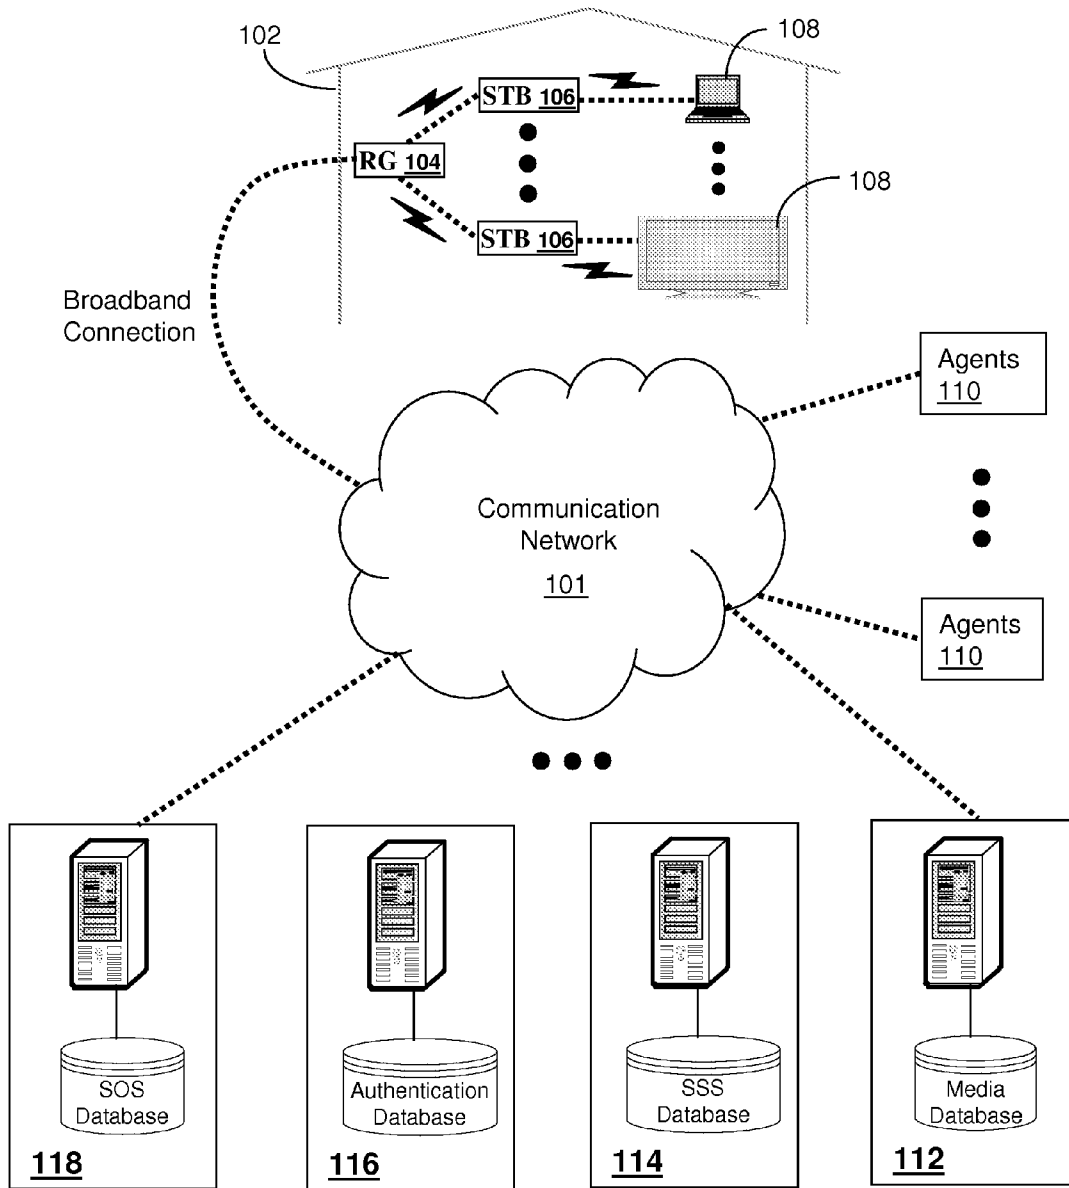 102
108
STB 106
RG 104
108
STB 106
Broadband
Connection
Agents
110
Communication
Network
101
Agents
110
SOS
Database
118
Authentication
Database
116
SSS
Database
114
Media
Database
112